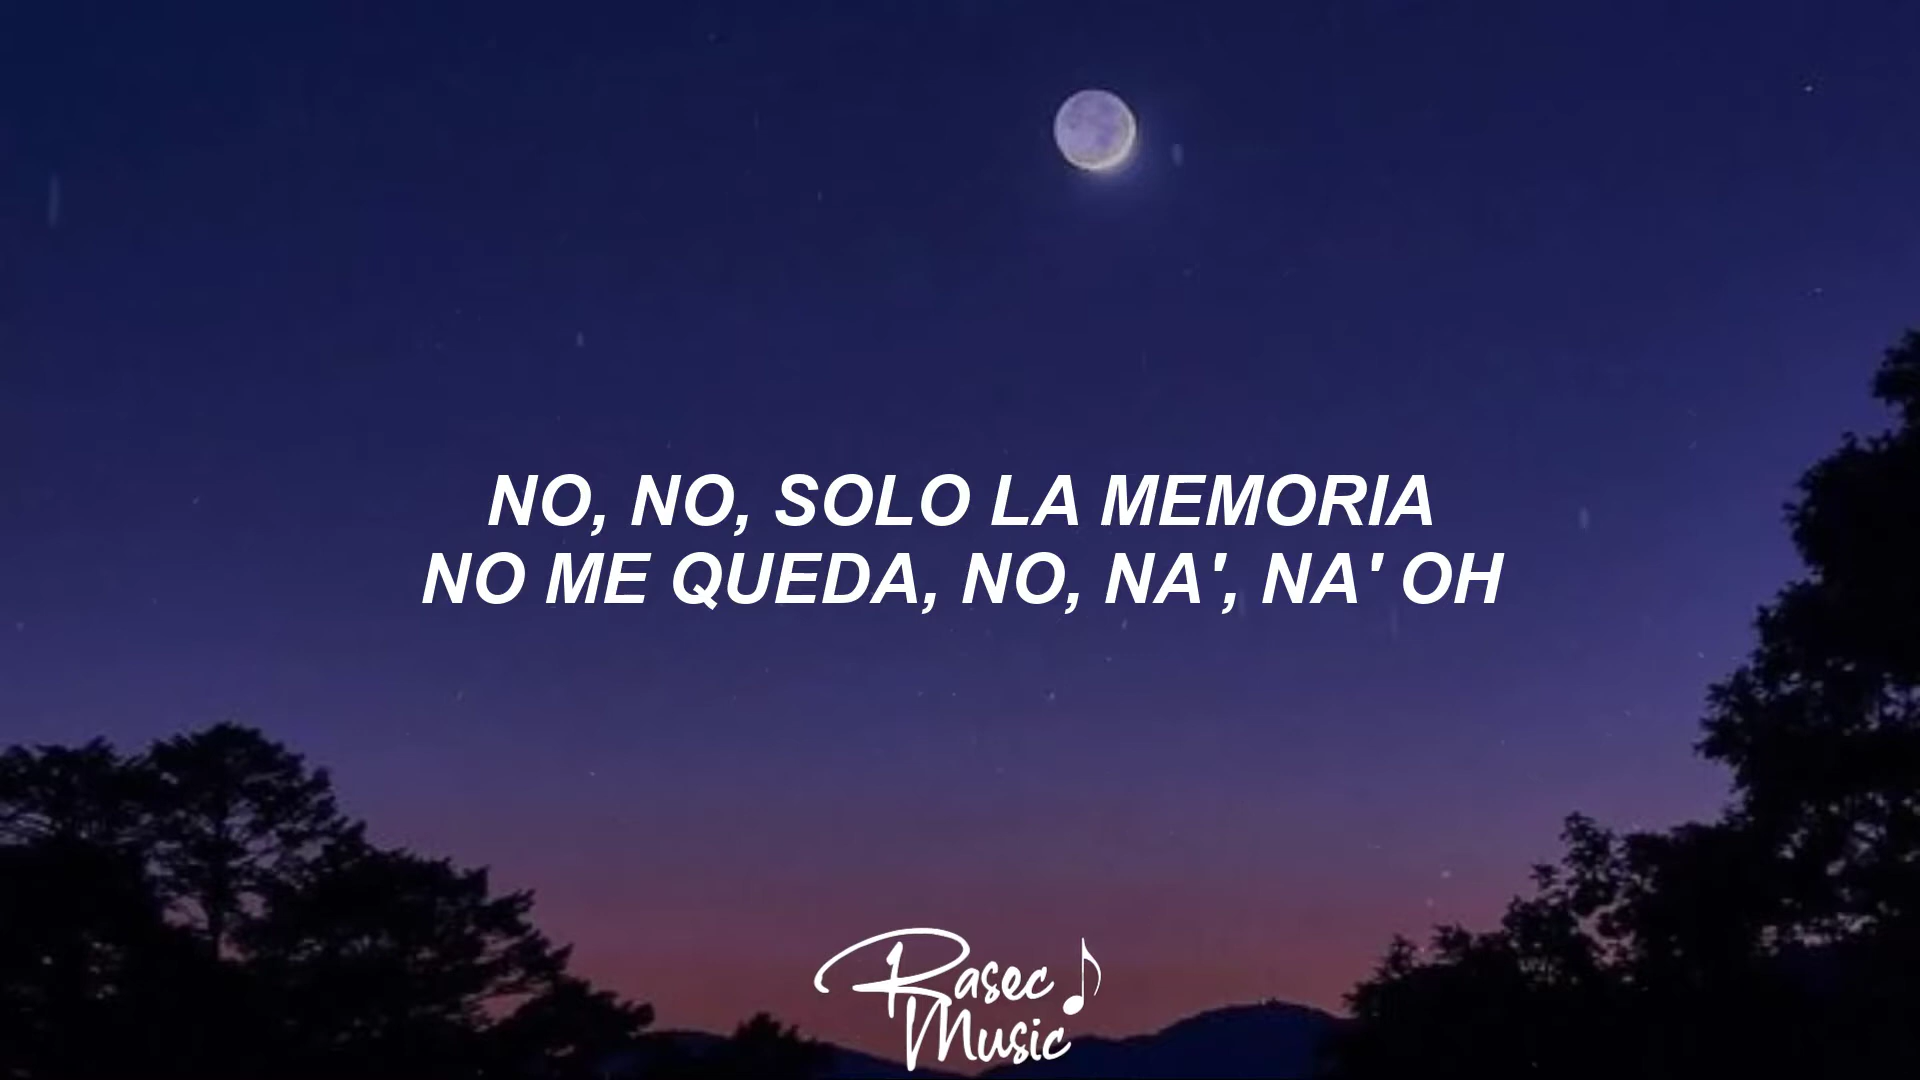 NO, NO, SOLO LA MEMORIA
NO ME QUEDA, NO, NA', NA' OH
Rasec
Music